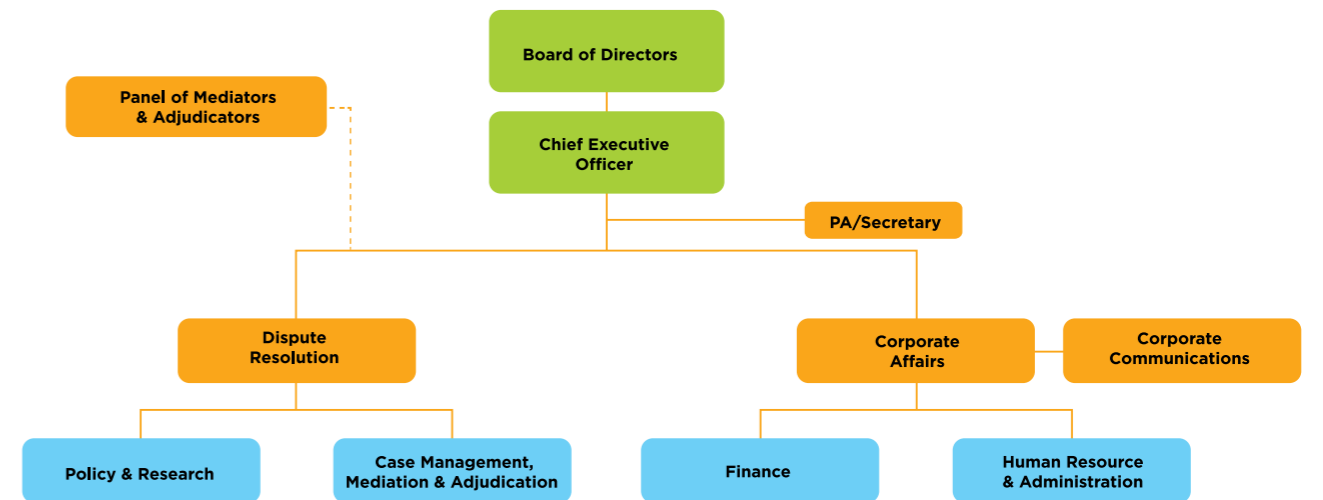 Board of Directors
Panel of Mediators
& Adjudicators
Chief Executive
Officer
PA/Secretary
Dispute
Resolution
Corporate
Affairs
Corporate
Communications
Policy & Research
Case Management,
Mediation & Adjudication
Finance
Human Resource
& Administration